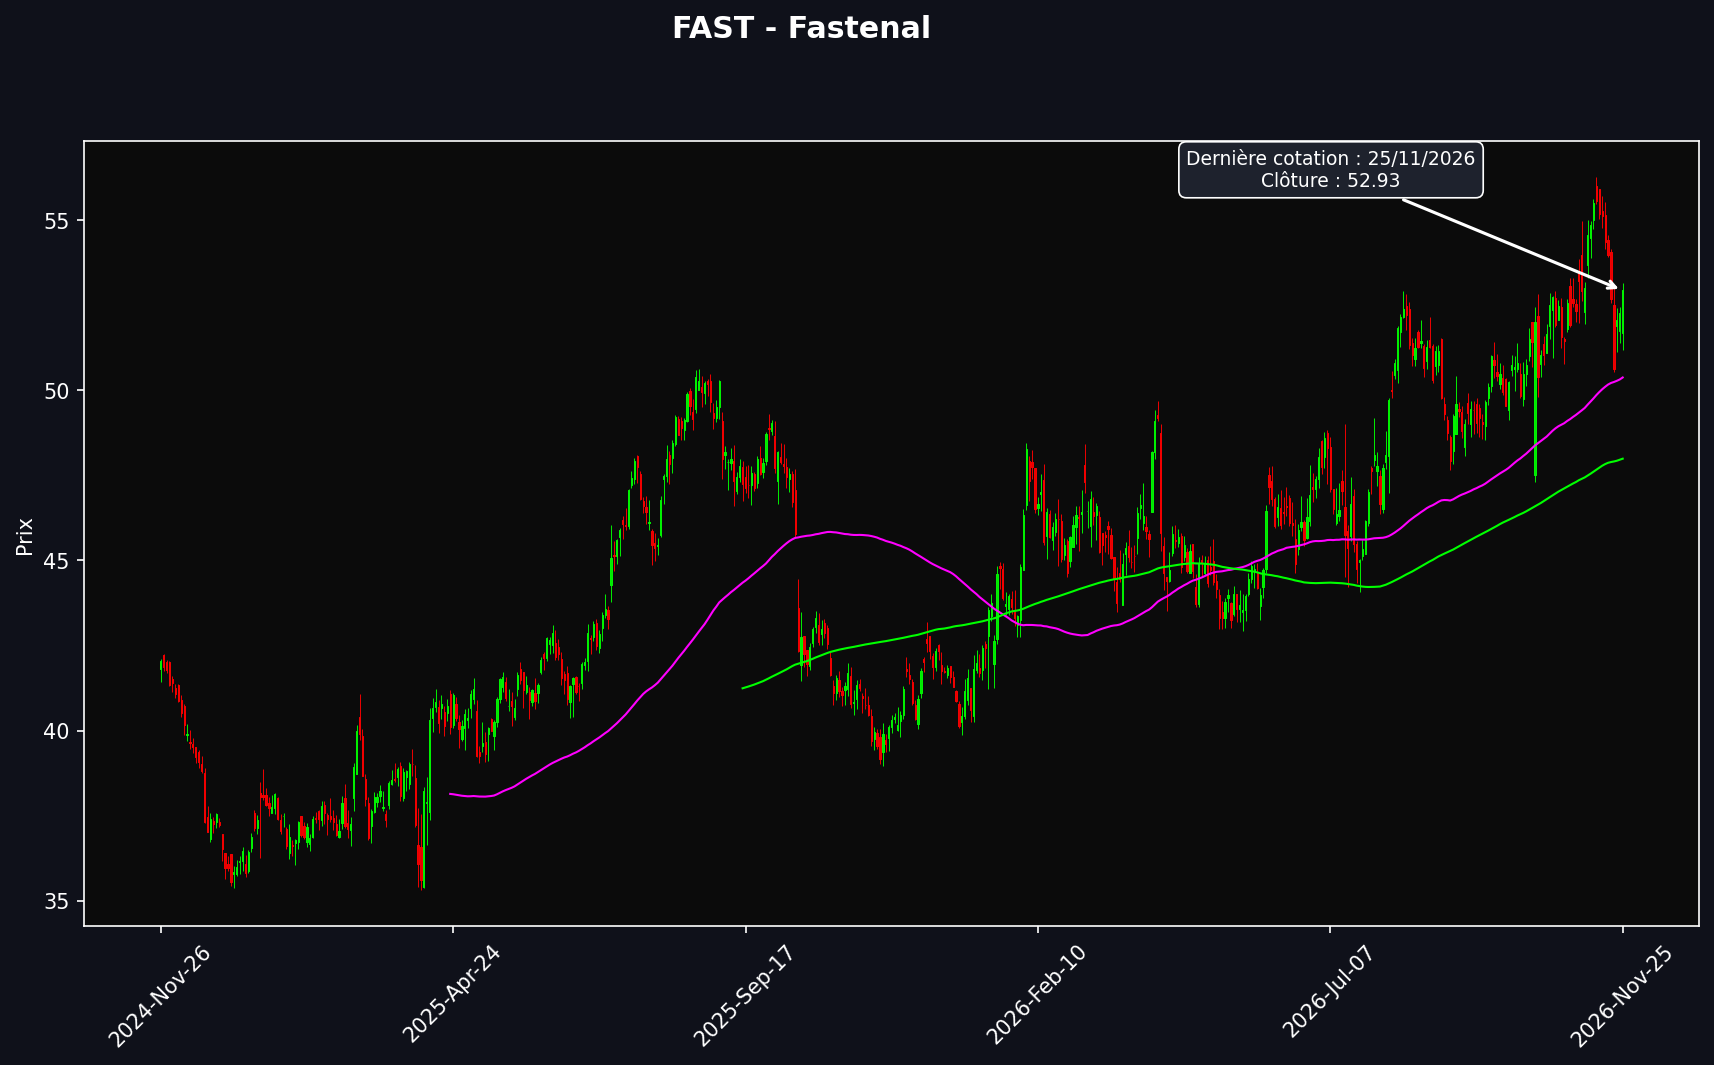 FAST - Fastenal
Dernière cotation : 25/11/2026
Clôture : 52.93
55
50
45
40
35
Prix
2024-Nov-26
2025-Apr-24
2025-Sep-17
2026-Feb-10
2026-Jul-07
2026-Nov-25